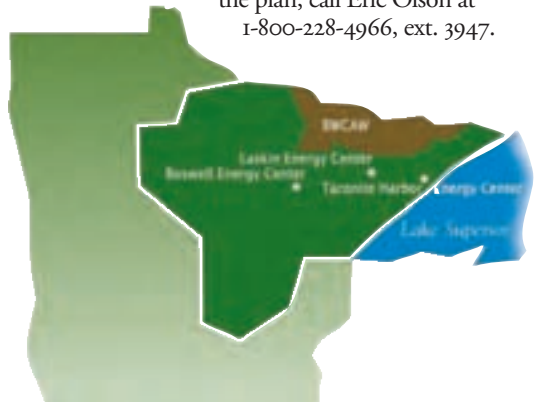 the plan, call Eric Olson at
1-800-228-4966, ext. 3947.
BWCAW
Laskin Energy Center
Boswell Energy Center
Taconite Harbor Energy Center
Lake Superior